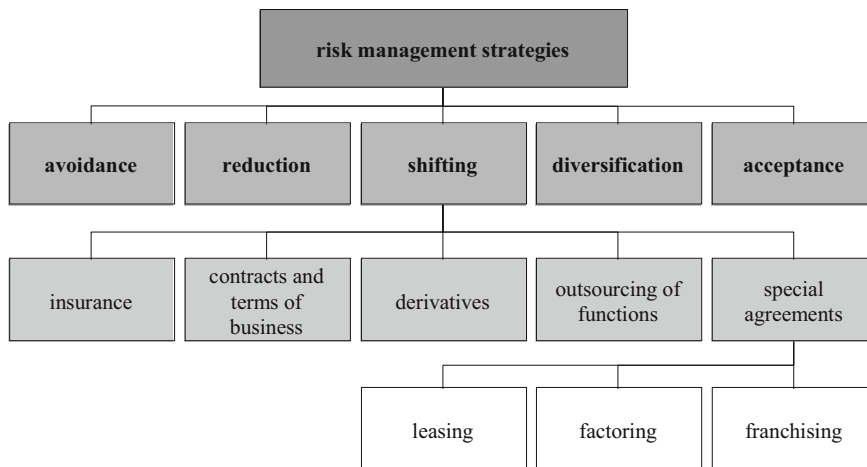 risk management strategies
avoidance
reduction
shifting
diversification
acceptance
insurance
contracts and
terms of
business
derivatives
outsourcing of
functions
special
agreements
leasing
factoring
franchising